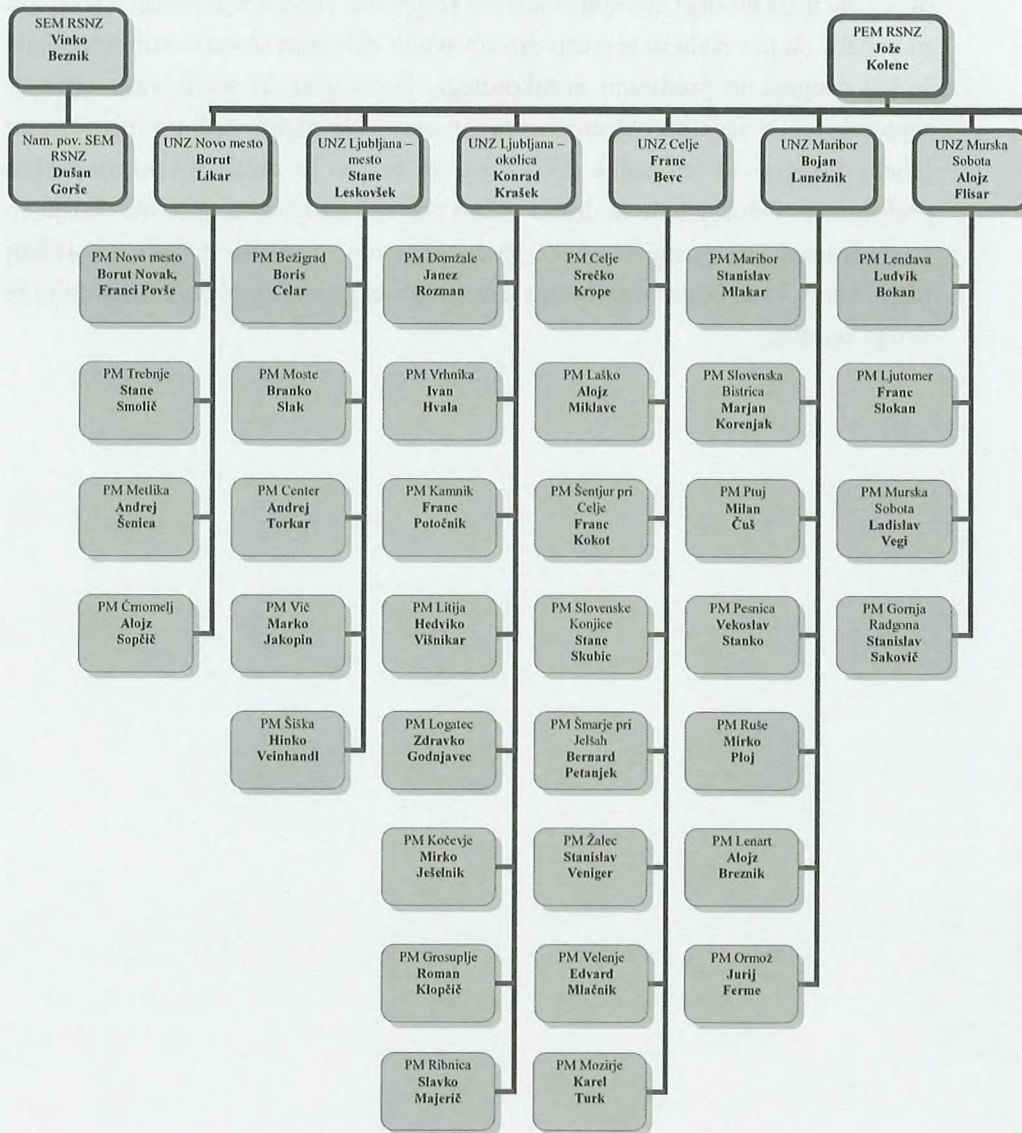 SEM RSNZ
Vinko
Beznik
PEM RSNZ
Jože
Kolenc
Nam. pov. SEM
RSNZ
Dušan
Gorše
UNZ Novo mesto
Borut
Likar
UNZ Ljubljana –
mesto
Stane
Leskovšek
UNZ Ljubljana –
okolica
Konrad
Krašek
UNZ Celje
Franc
Bevc
UNZ Maribor
Bojan
Lunežnik
UNZ Murska
Sobota
Alojz
Flisar
PM Novo mesto
Borut Novak,
Franci Povše
PM Bežigrad
Boris
Celar
PM Domžale
Janez
Rozman
PM Celje
Srečko
Krope
PM Maribor
Stanislav
Mlakar
PM Lendava
Ludvik
Bokan
PM Trebnje
Stane
Smolič
PM Moste
Branko
Slak
PM Vrhnika
Ivan
Hvala
PM Laško
Alojz
Miklavc
PM Slovenska
Bistrica
Marjan
Korenjak
PM Ljutomer
Franc
Slokan
PM Metlika
Andrej
Šenica
PM Center
Andrej
Torkar
PM Kamnik
Franc
Potočnik
PM Šentjur pri
Celje
Franc
Kokot
PM Ptuj
Milan
Čuš
PM Murska
Sobota
Ladislav
Vegi
PM Črnomelj
Alojz
Sopčič
PM Vič
Marko
Jakopin
PM Litija
Hedviko
Višnikar
PM Slovenske
Konjice
Stane
Skubic
PM Pesnica
Vekoslav
Stanko
PM Gornja
Radgona
Stanislav
Sakovič
PM Šiška
Hinko
Veinhandl
PM Logatec
Zdravko
Godnjavec
PM Šmarje pri
Jelšah
Bernard
Petanjek
PM Ruše
Mirko
Ploj
PM Kočevje
Mirko
Ješelnik
PM Žalec
Stanislav
Veniger
PM Lenart
Alojz
Breznik
PM Grosuplje
Roman
Klopčič
PM Velenje
Edvard
Mlačnik
PM Ormož
Jurij
Ferme
PM Ribnica
Slavko
Majerič
PM Mozirje
Karel
Turk